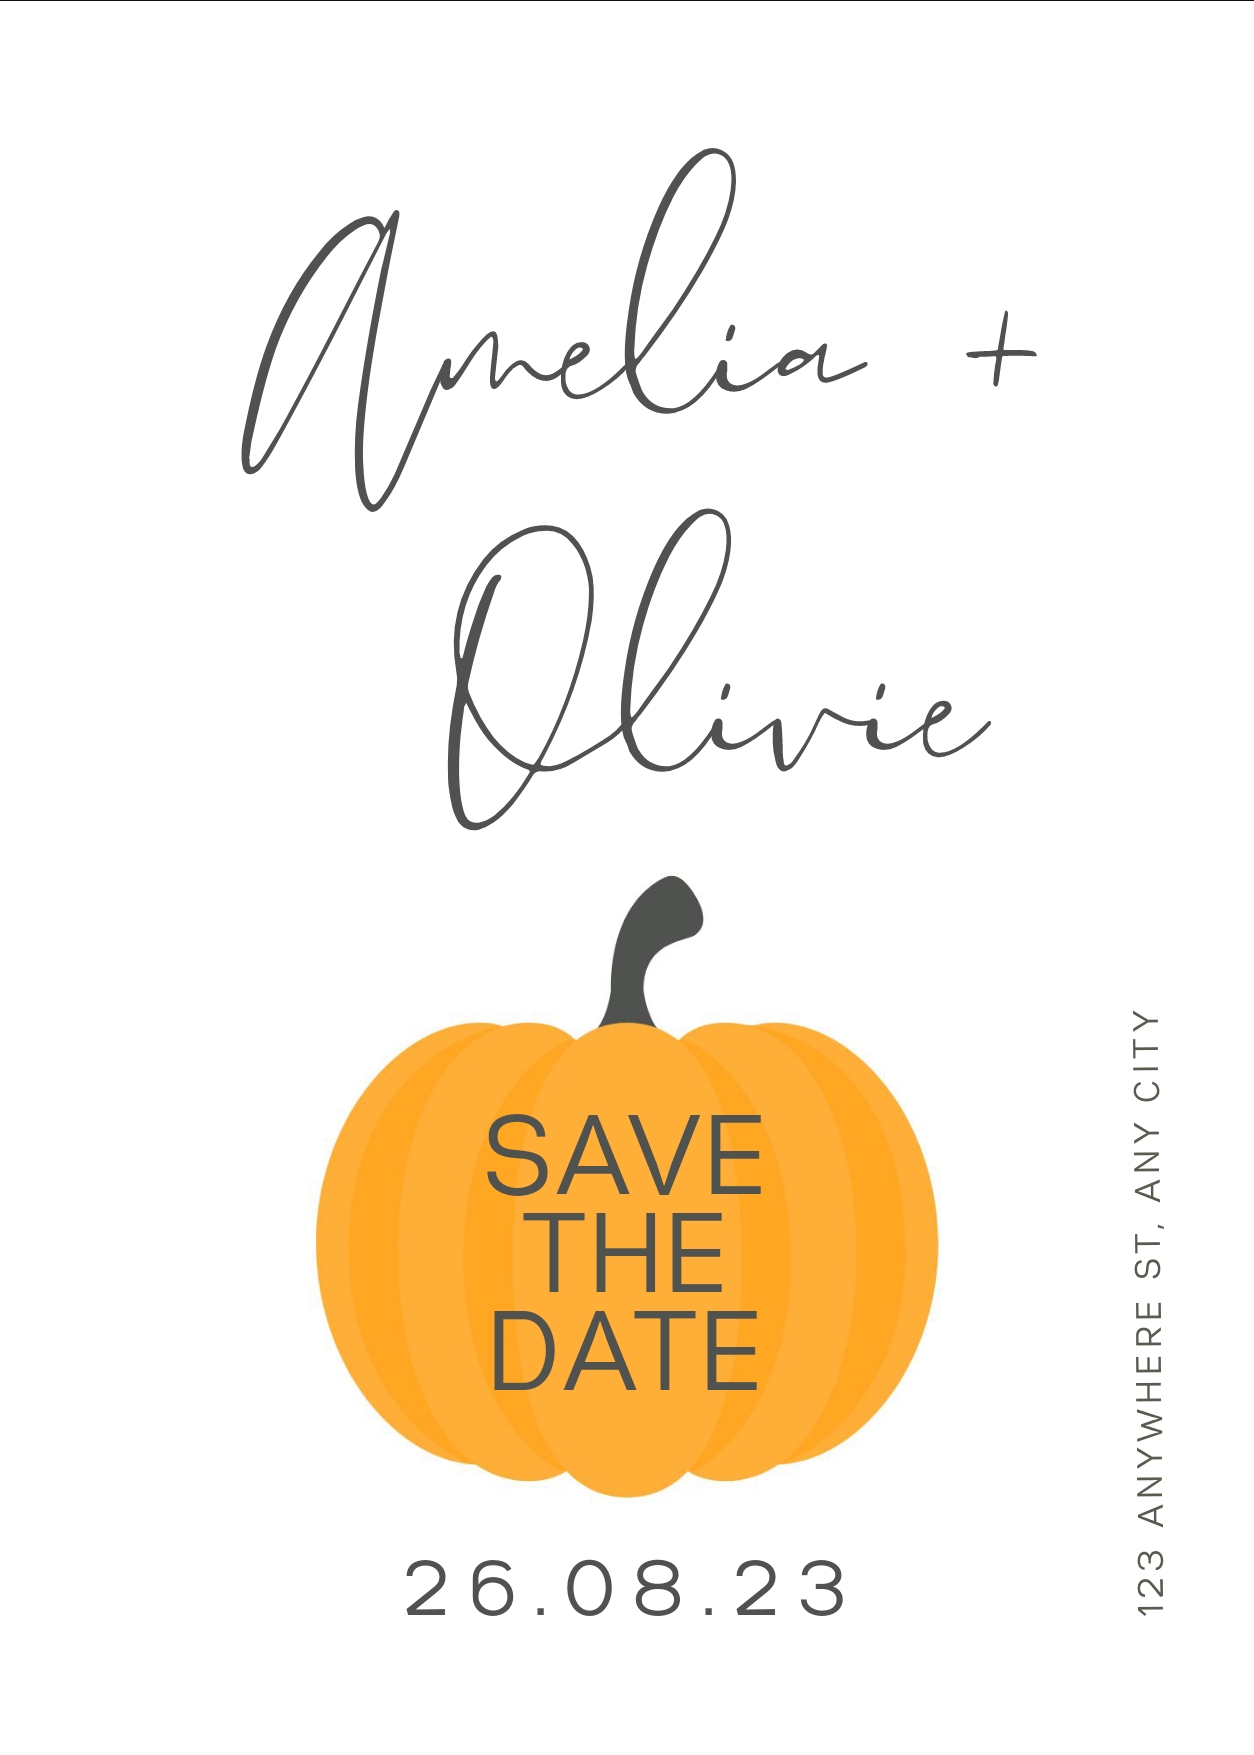 Amelia +
Olivie
SAVE
THE
DATE
26.08.23
123 ANYWHERE ST, ANY CITY